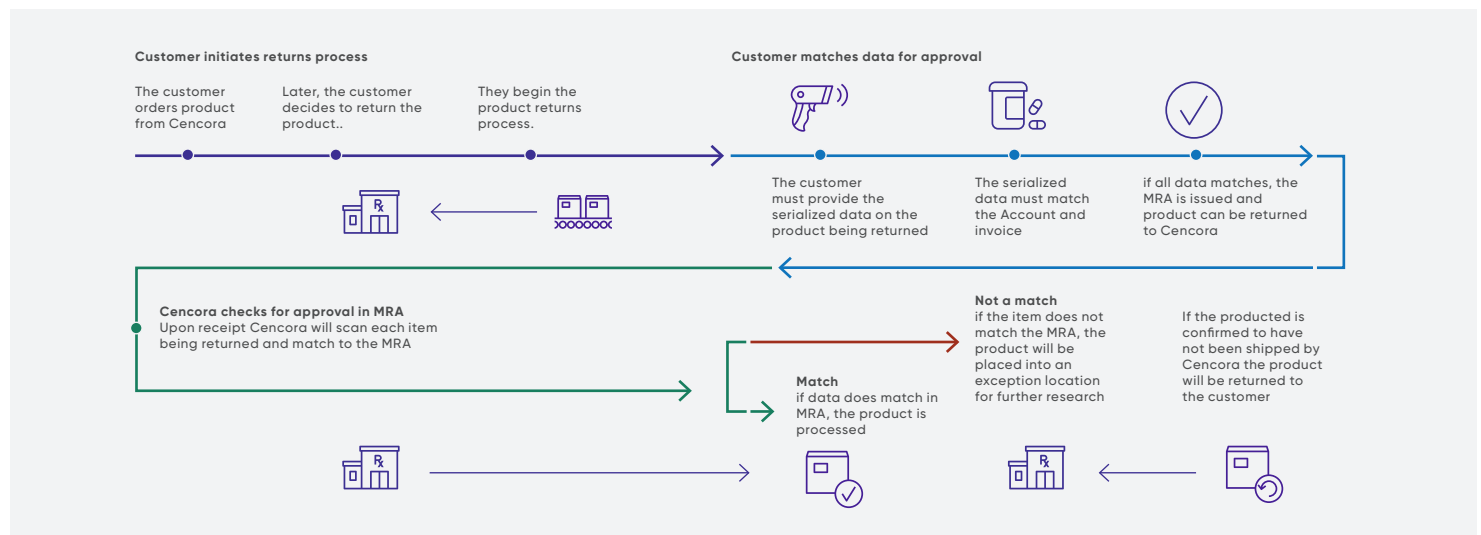 Customer initiates returns process
The customer
orders product
from Cencora
Later, the customer
decides to return the
product..
They begin the
product returns
process.
Rx
Customer matches data for approval
The customer
must provide the
serialized data on the
product being returned
The serialized
data must match
the Account and
invoice
if all data matches, the
MRA is issued and
product can be returned
to Cencora
Cencora checks for approval in MRA
Upon receipt Cencora will scan each item
being returned and match to the MRA
Rx
Match
if data does match in
MRA, the product is
processed
Not a match
if the item does not
match the MRA, the
product will be
placed into an
exception location
for further research
If the producted is
confirmed to have
not been shipped by
Cencora the product
will be returned to
the customer
Rx